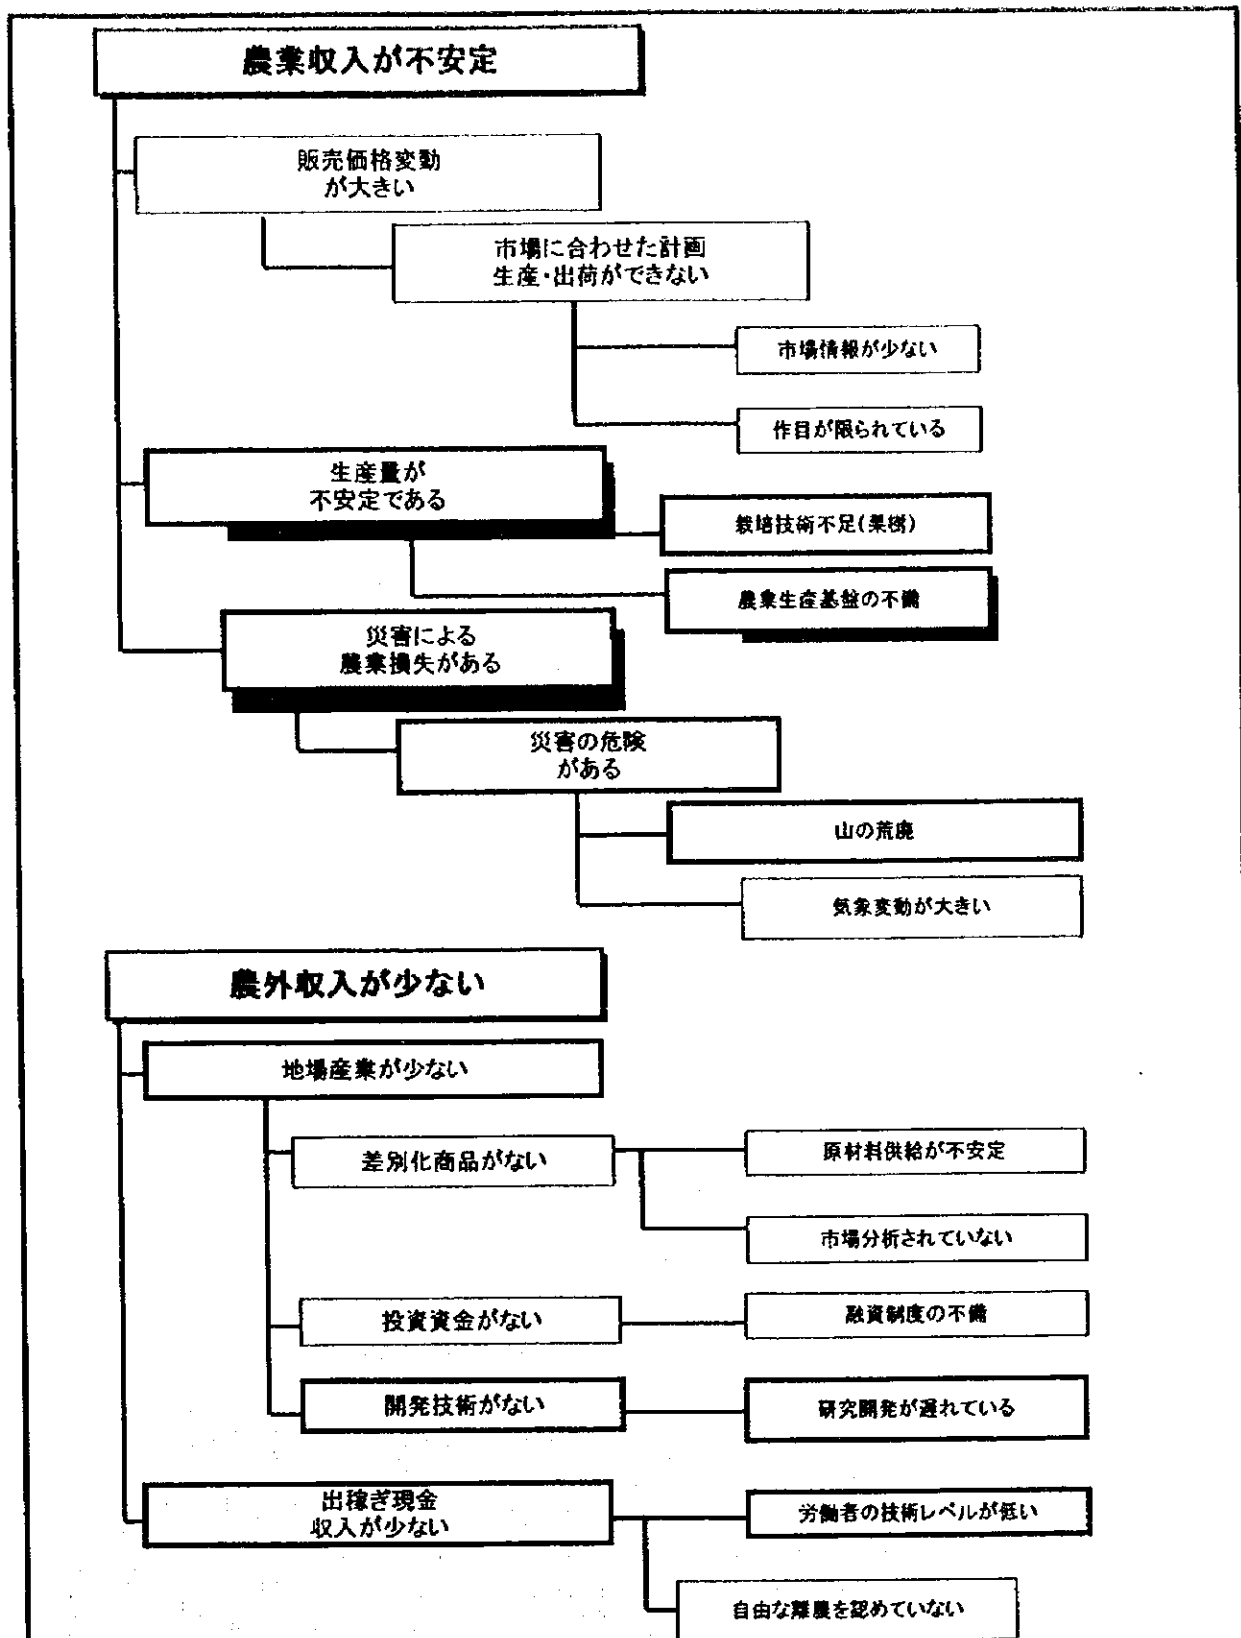 農業収入が不安定
販売価格変動
が大きい
市場に合わせた計画
生産・出荷ができない
市場情報が少ない
作目が限られている
生産量が
不安定である
栽培技術不足(果樹)
農業生産基盤の不備
災害による
農業損失がある
災害の危険
がある
山の荒廃
気象変動が大きい
農外収入が少ない
地場産業が少ない
差別化商品がない
原材料供給が不安定
市場分析されていない
投資資金がない
融資制度の不備
開発技術がない
研究開発が遅れている
出稼ぎ現金
収入が少ない
労働者の技術レベルが低い
自由な離農を認めていない